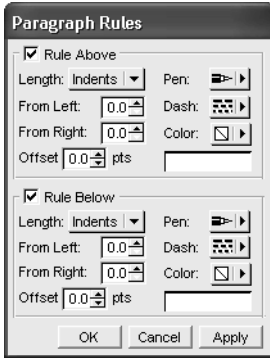 Paragraph Rules
Rule Above
Length: Indents Pen:
From Left: 0.0 Dash:
From Right: 0.0 Color:
Offset 0.0 pts
Rule Below
Length: Indents Pen:
From Left: 0.0 Dash:
From Right: 0.0 Color:
Offset 0.0 pts
OK Cancel Apply